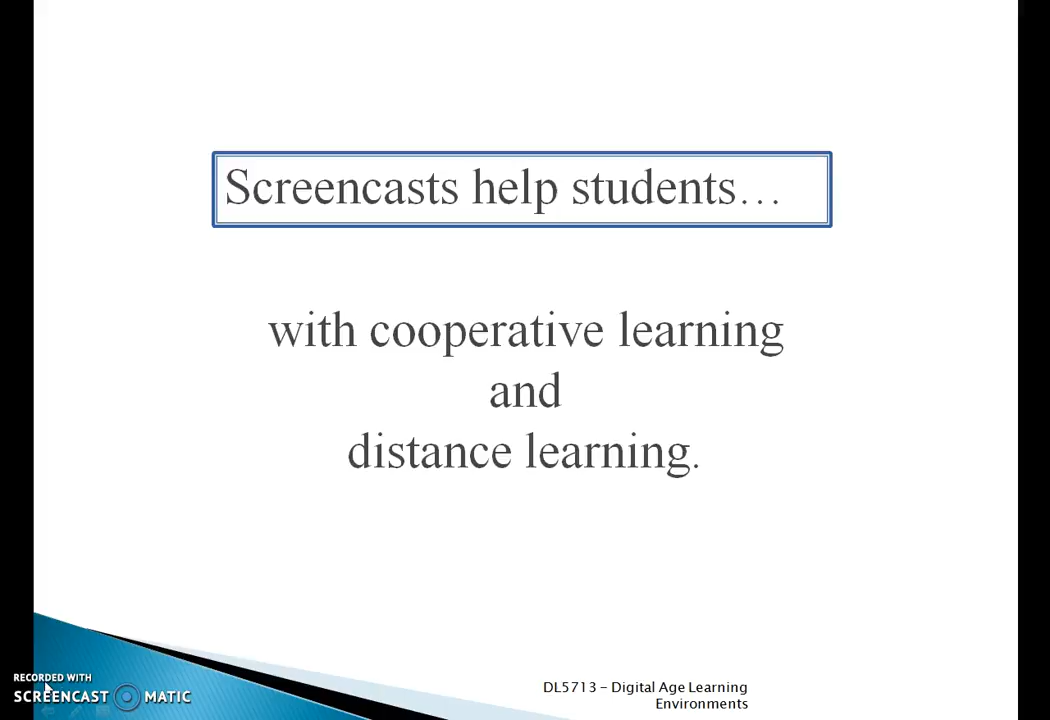 Screencasts help students…
with cooperative learning
and
distance learning.
RECORDED WITH
SCREENCAST MATIC
DL5713 – Digital Age Learning
Environments